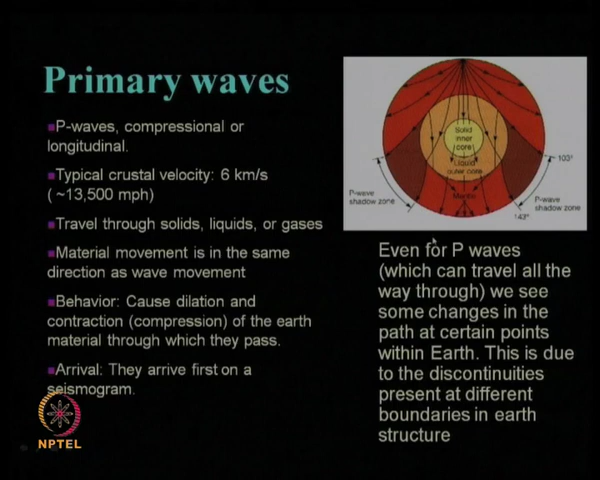 Primary waves
P-waves, compressional or
longitudinal.
Typical crustal velocity: 6 km/s
( ~13,500 mph)
Travel through solids, liquids, or gases
Material movement is in the same
direction as wave movement
Behavior: Cause dilation and
contraction (compression) of the earth
material through which they pass.
Arrival: They arrive first on a
seismogram.
NPTEL
Solid
inner
core
Liquid
outer core
Mantle
103°
143°
P-wave
shadow zone
P-wave
shadow zone
Even for P waves
(which can travel all the
way through) we see
some changes in the
path at certain points
within Earth. This is due
to the discontinuities
present at different
boundaries in earth
structure